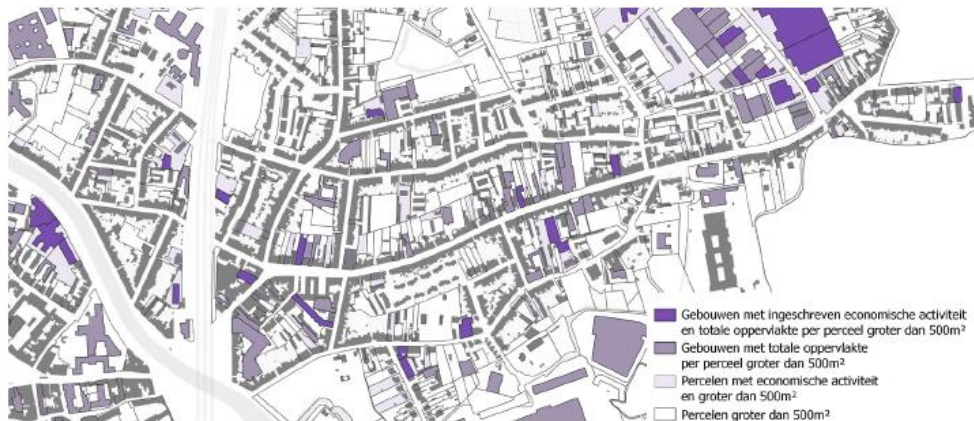 Gebouwen met ingeschreven economische activiteit
en totale oppervlakte per perceel groter dan 500m²
Gebouwen met totale oppervlakte
per perceel groter dan 500m²
Percelen met economische activiteit
en groter dan 500m²
Percelen groter dan 500m²